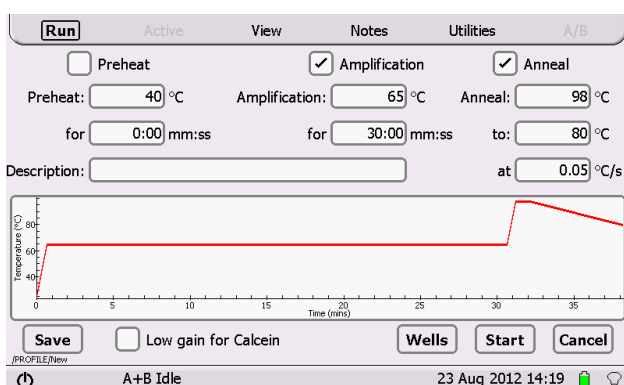 Run Active View Notes Utilities A/B
Preheat Amplification Anneal
Preheat: 40 °C Amplification: 65 °C Anneal: 98 °C
for 0:00 mm:ss for 30:00 mm:ss to: 80 °C
Description: at 0.05 °C/s
Temperature (°C)
80
60
40
0 5 10 15 20 25 30 35
Time (mins)
Save Low gain for Calcein Wells Start Cancel
/PROFILE/New
A+B Idle 23 Aug 2012 14:19